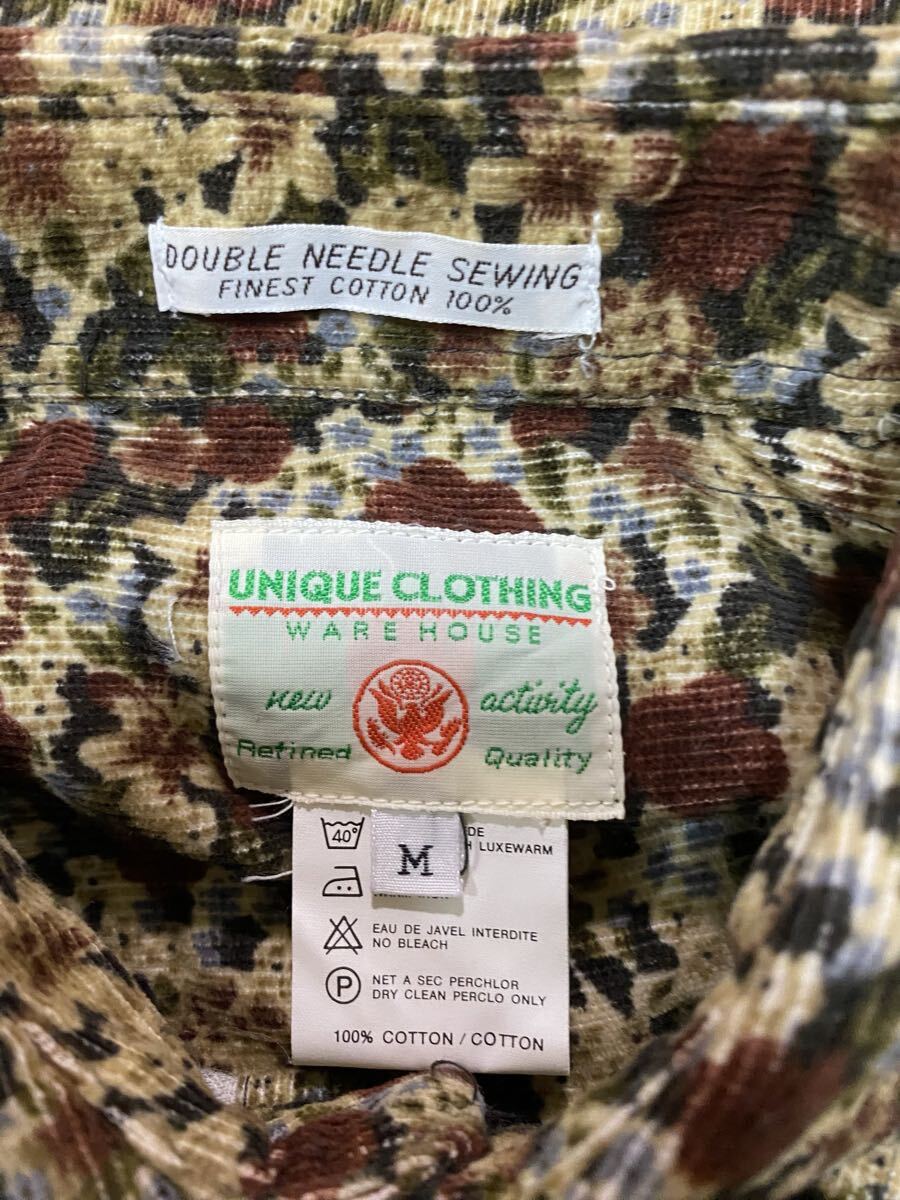 DOUBLE NEEDLE SEWING
FINEST COTTON 100%
UNIQUE CLOTHING
WARE HOUSE
new activity
Refined Quality
40°
LUXEWARM
M
EAU DE JAVEL INTERDITE
NO BLEACH
P
NET A SEC PERCHLOR
DRY CLEAN PERCLO ONLY
100% COTTON / COTTON